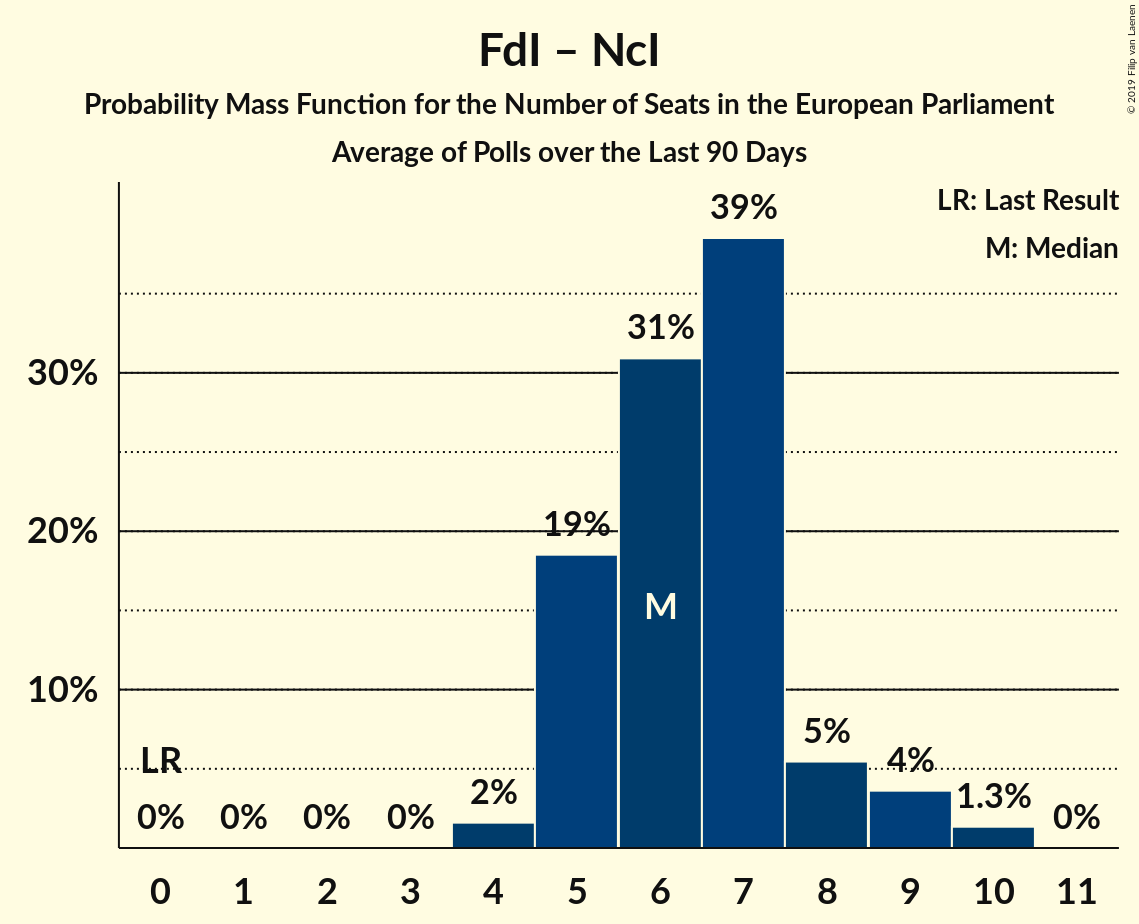 FdI – NcI
Probability Mass Function for the Number of Seats in the European Parliament
Average of Polls over the Last 90 Days
© 2019 Filip van Laenen
LR: Last Result
M: Median
39%
31%
30%
19%
20%
M
10%
LR
5%
4%
2%
1.3%
0% 0% 0% 0% 0%
0 1 2 3 4 5 6 7 8 9 10 11